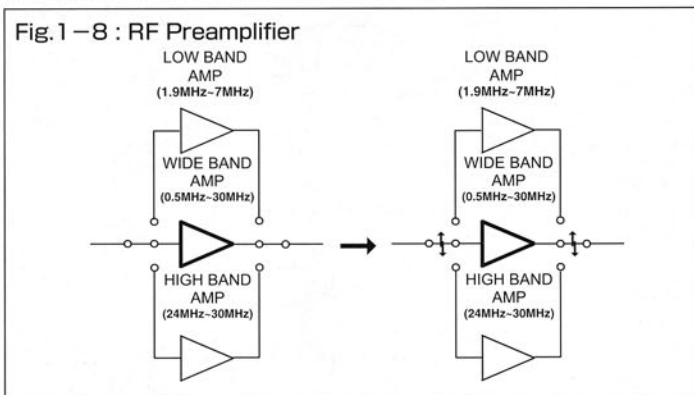 Fig.1-8 : RF Preamplifier
LOW BAND
AMP
(1.9MHz~7MHz)
WIDE BAND
AMP
(0.5MHz~30MHz)
HIGH BAND
AMP
(24MHz~30MHz)
LOW BAND
AMP
(1.9MHz~7MHz)
WIDE BAND
AMP
(0.5MHz~30MHz)
HIGH BAND
AMP
(24MHz~30MHz)